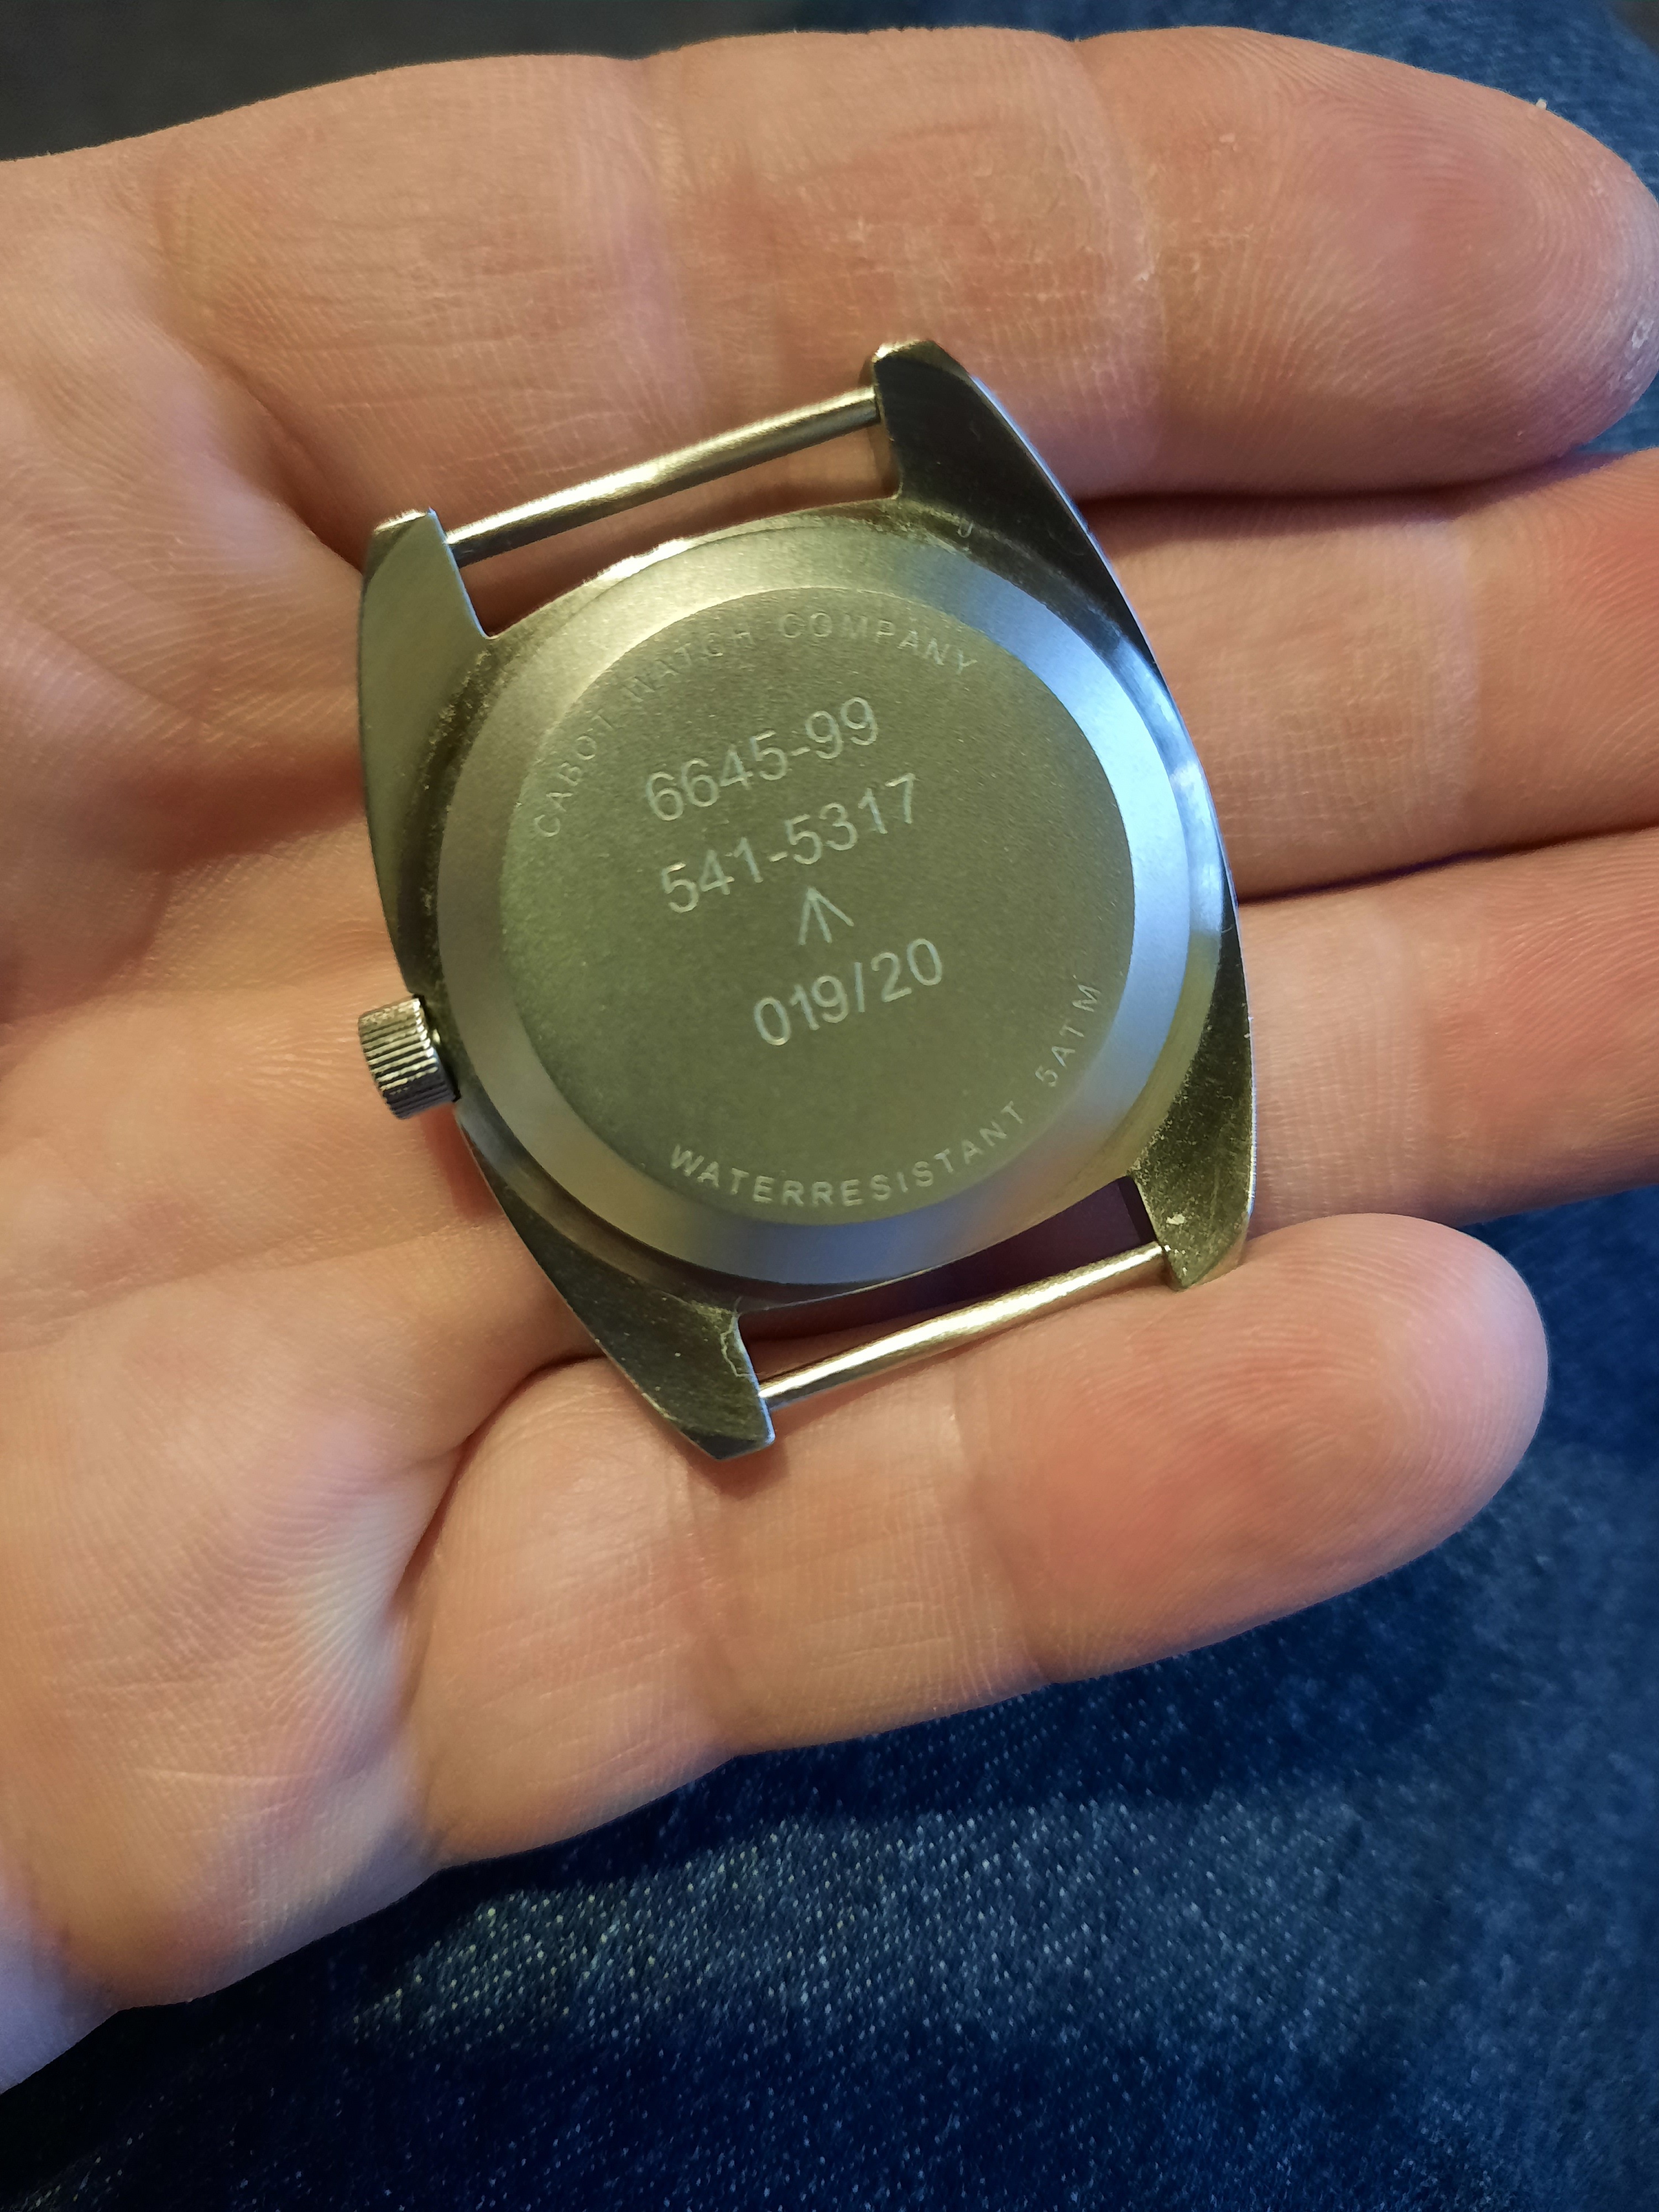 CABOT WATCH COMPANY
6645-99
541-5317
019/20
WATERRESISTANT 5ATM